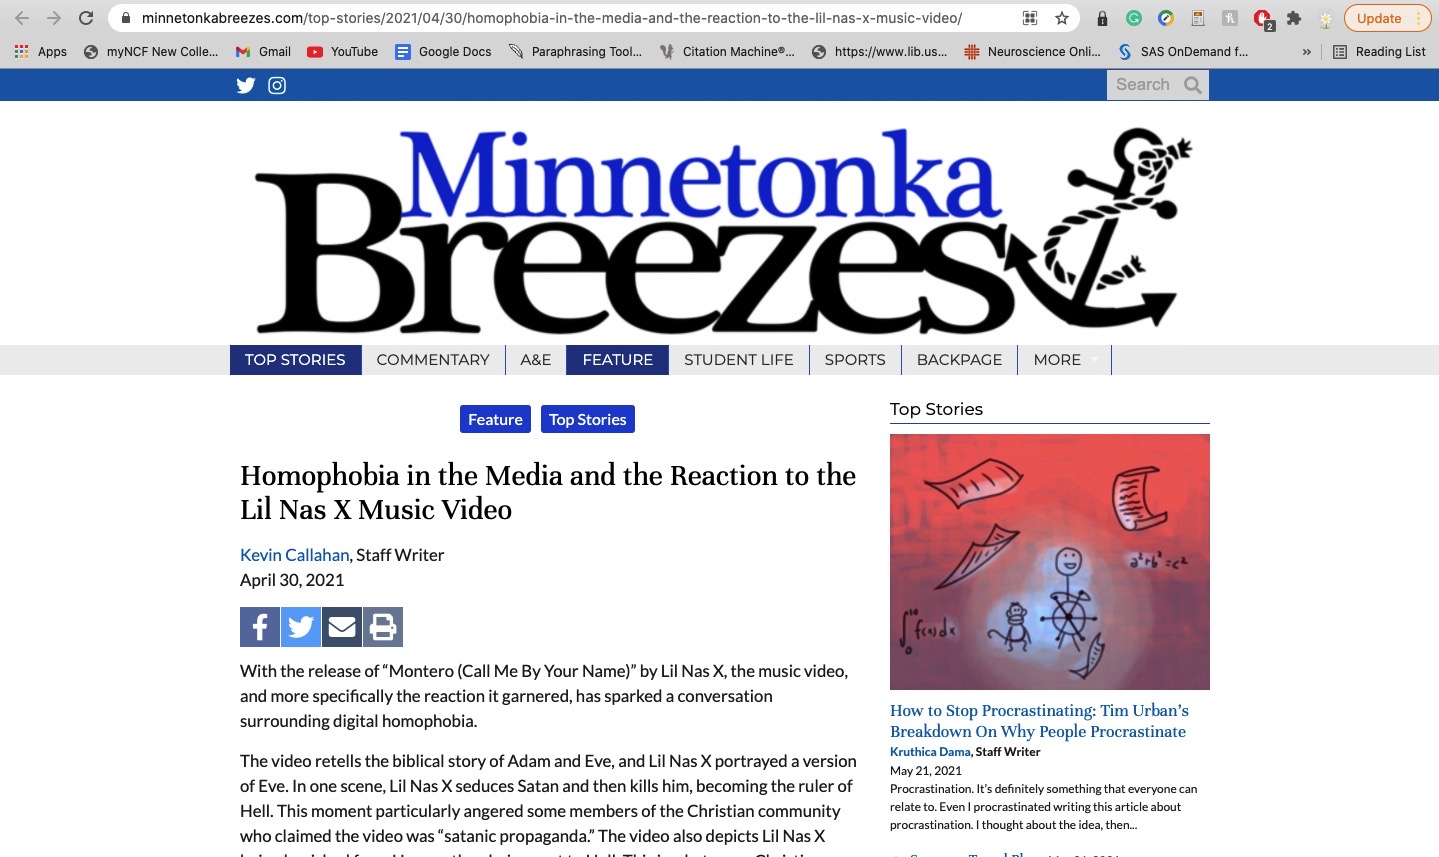 minnetonkabreezes.com/top-stories/2021/04/30/homophobia-in-the-media-and-the-reaction-to-the-lil-nas-x-music-video/
2
Update
Apps
myNCF New Colle...
Gmail
YouTube
Google Docs
Paraphrasing Tool...
Citation Machine®...
https://www.lib.us...
Neuroscience Onli...
SAS OnDemand f...
»
Reading List
Search
Minnetonka
Breezes
TOP STORIES
COMMENTARY
A&E
FEATURE
STUDENT LIFE
SPORTS
BACKPAGE
MORE
Feature
Top Stories
Homophobia in the Media and the Reaction to the
Lil Nas X Music Video
Kevin Callahan, Staff Writer
April 30, 2021
With the release of “Montero (Call Me By Your Name)” by Lil Nas X, the music video,
and more specifically the reaction it garnered, has sparked a conversation
surrounding digital homophobia.
The video retells the biblical story of Adam and Eve, and Lil Nas X portrayed a version
of Eve. In one scene, Lil Nas X seduces Satan and then kills him, becoming the ruler of
Hell. This moment particularly angered some members of the Christian community
who claimed the video was “satanic propaganda.” The video also depicts Lil Nas X
Top Stories
a²+b²=c²
∫₀¹⁰ f(x)dx
How to Stop Procrastinating: Tim Urban’s
Breakdown On Why People Procrastinate
Kruthica Dama, Staff Writer
May 21, 2021
Procrastination. It’s definitely something that everyone can
relate to. Even I procrastinated writing this article about
procrastination. I thought about the idea, then...